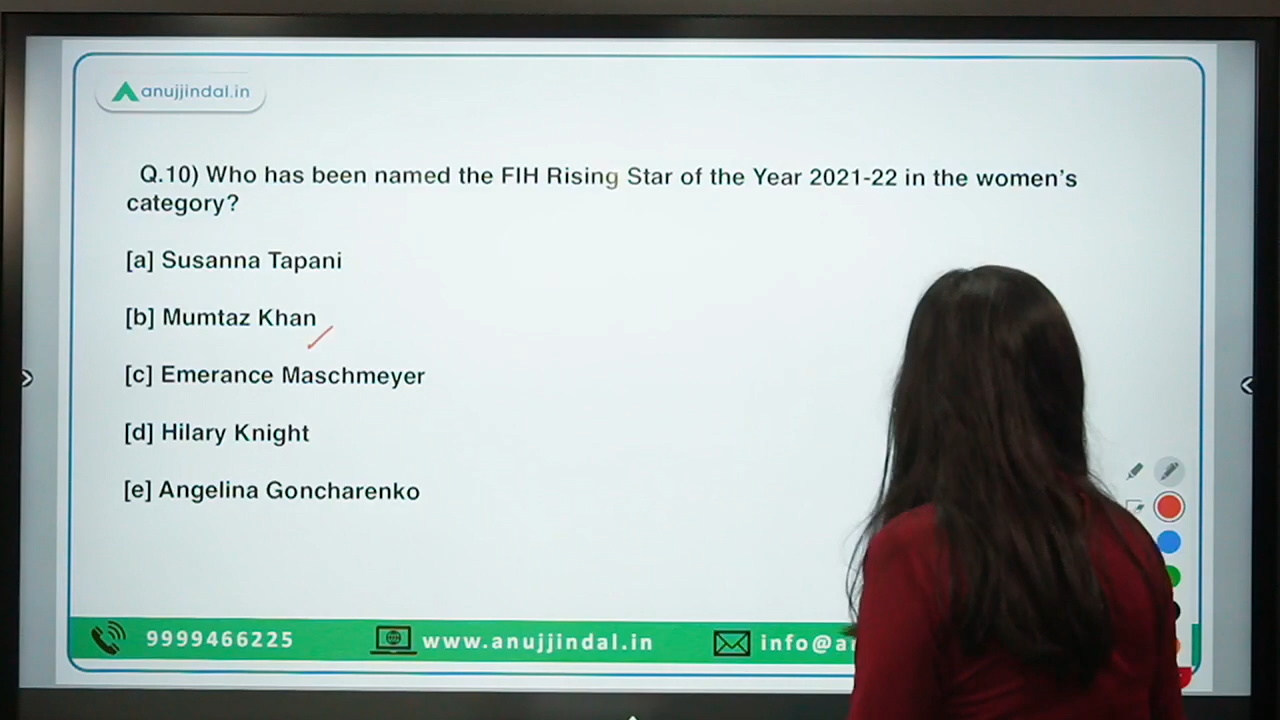 anujjindal.in
Q.10) Who has been named the FIH Rising Star of the Year 2021-22 in the women's
category?
[a] Susanna Tapani
[b] Mumtaz Khan
[c] Emerance Maschmeyer
[d] Hilary Knight
[e] Angelina Goncharenko
9999466225 www.anujjindal.in